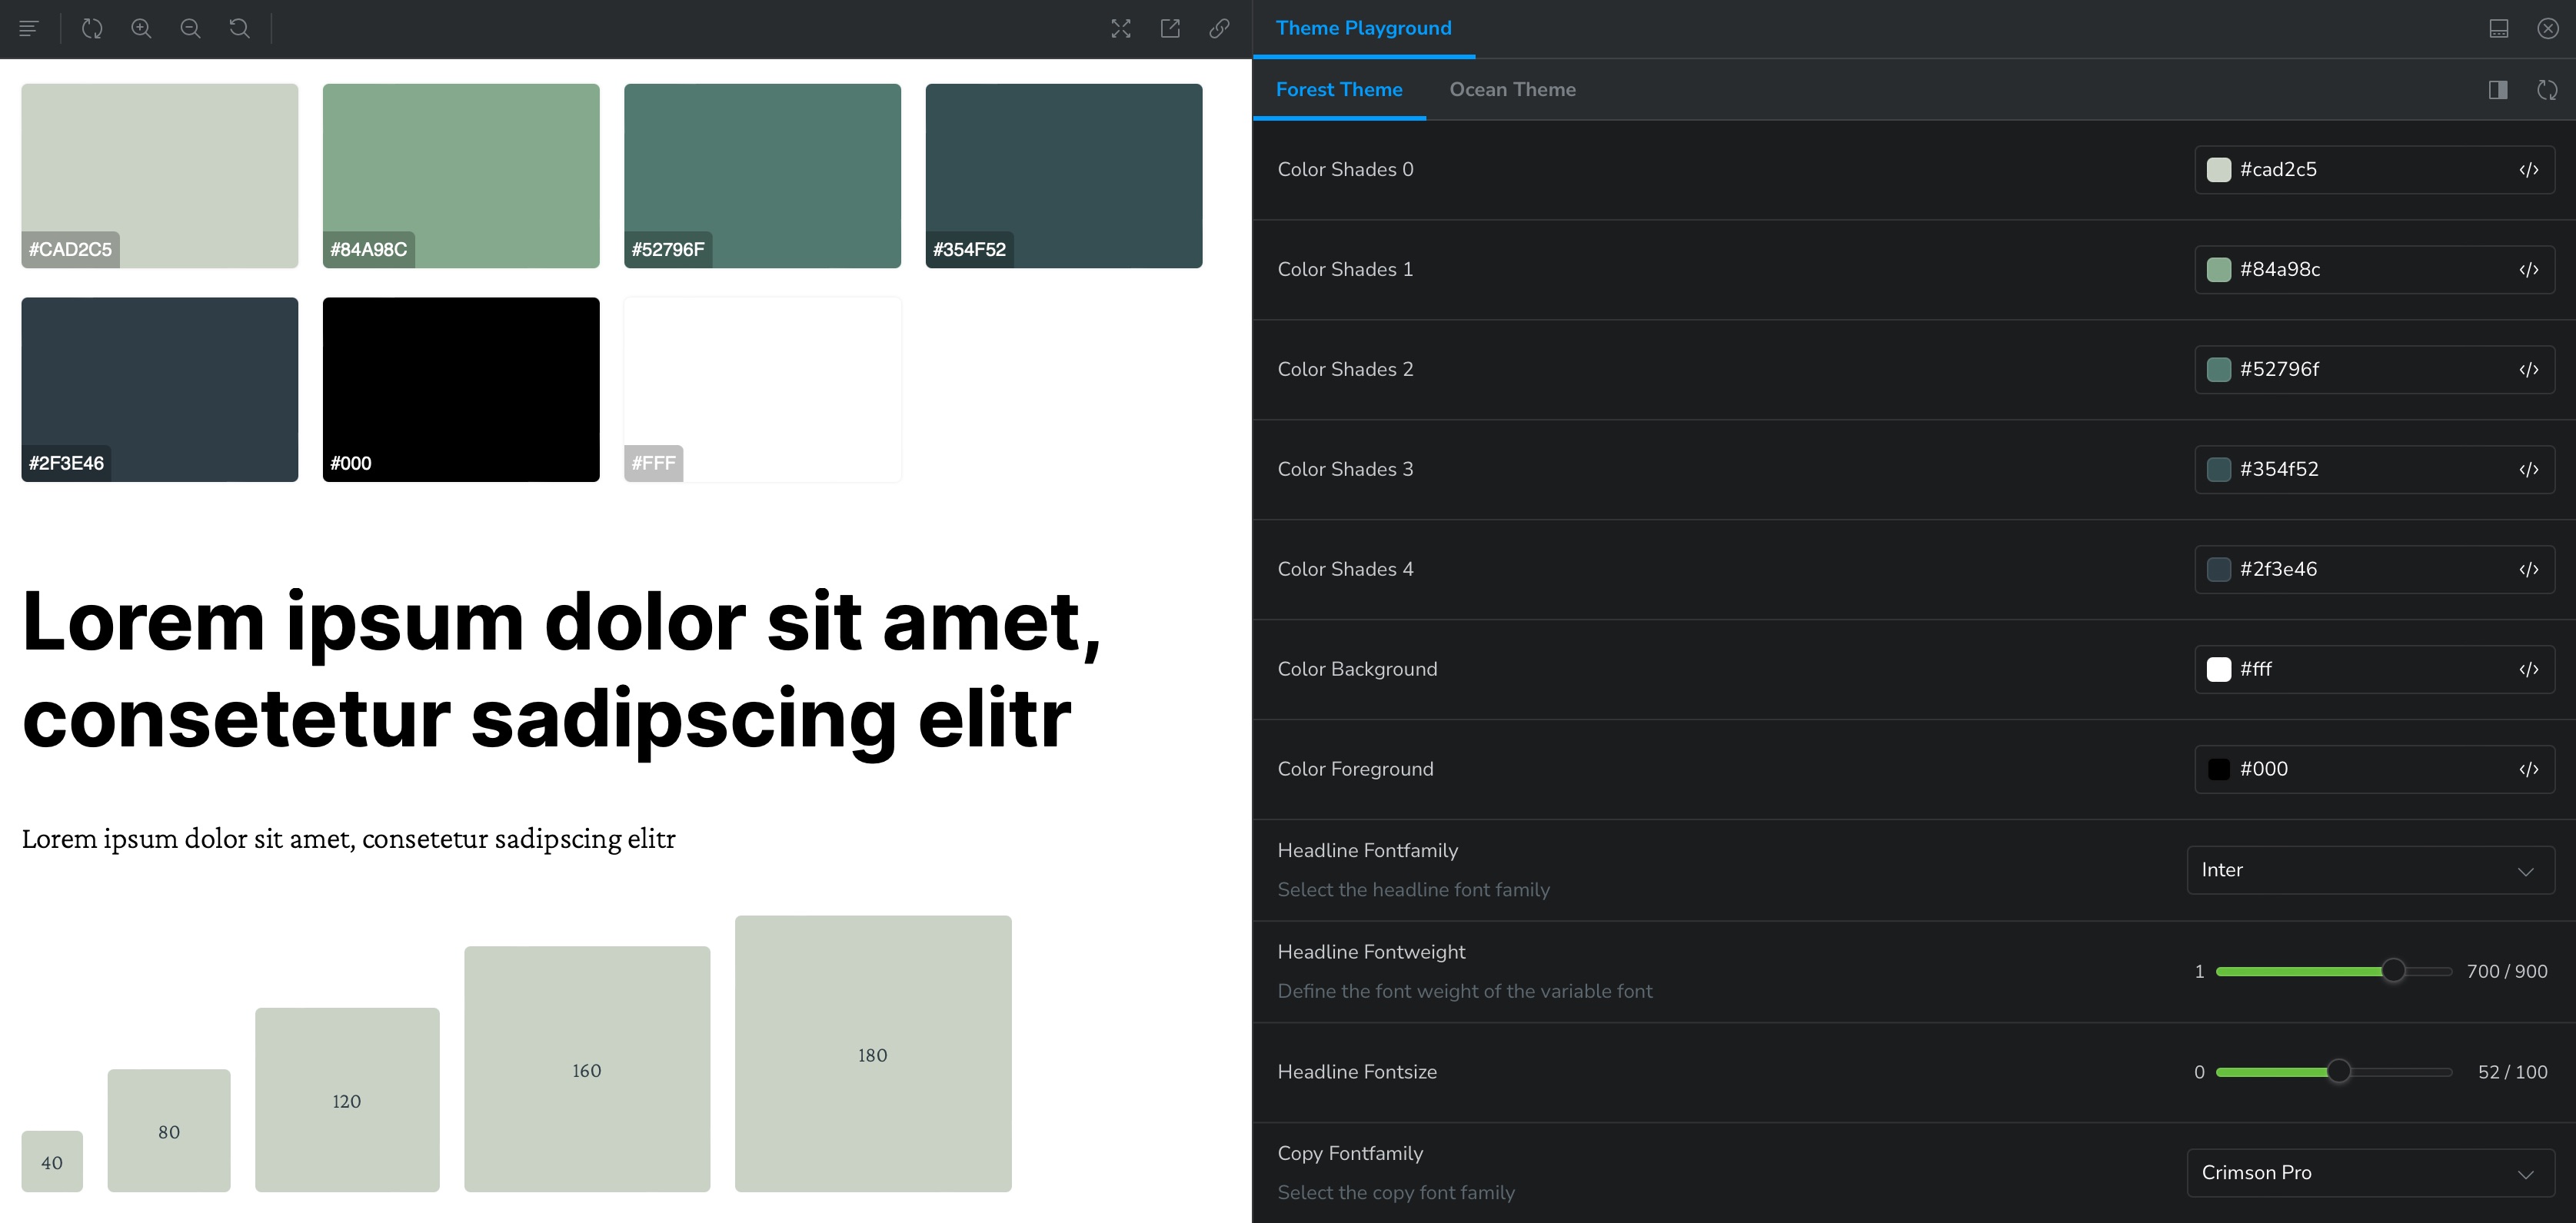 #CAD2C5
#84A98C
#52796F
#354F52
#2F3E46
#000
#FFF
Lorem ipsum dolor sit amet,
consetetur sadipscing elitr
Lorem ipsum dolor sit amet, consetetur sadipscing elitr
40
80
120
160
180
Theme Playground
Forest Theme
Ocean Theme
Color Shades 0
#cad2c5
Color Shades 1
#84a98c
Color Shades 2
#52796f
Color Shades 3
#354f52
Color Shades 4
#2f3e46
Color Background
#fff
Color Foreground
#000
Headline Fontfamily
Select the headline font family
Inter
Headline Fontweight
Define the font weight of the variable font
1
700 / 900
Headline Fontsize
0
52 / 100
Copy Fontfamily
Select the copy font family
Crimson Pro